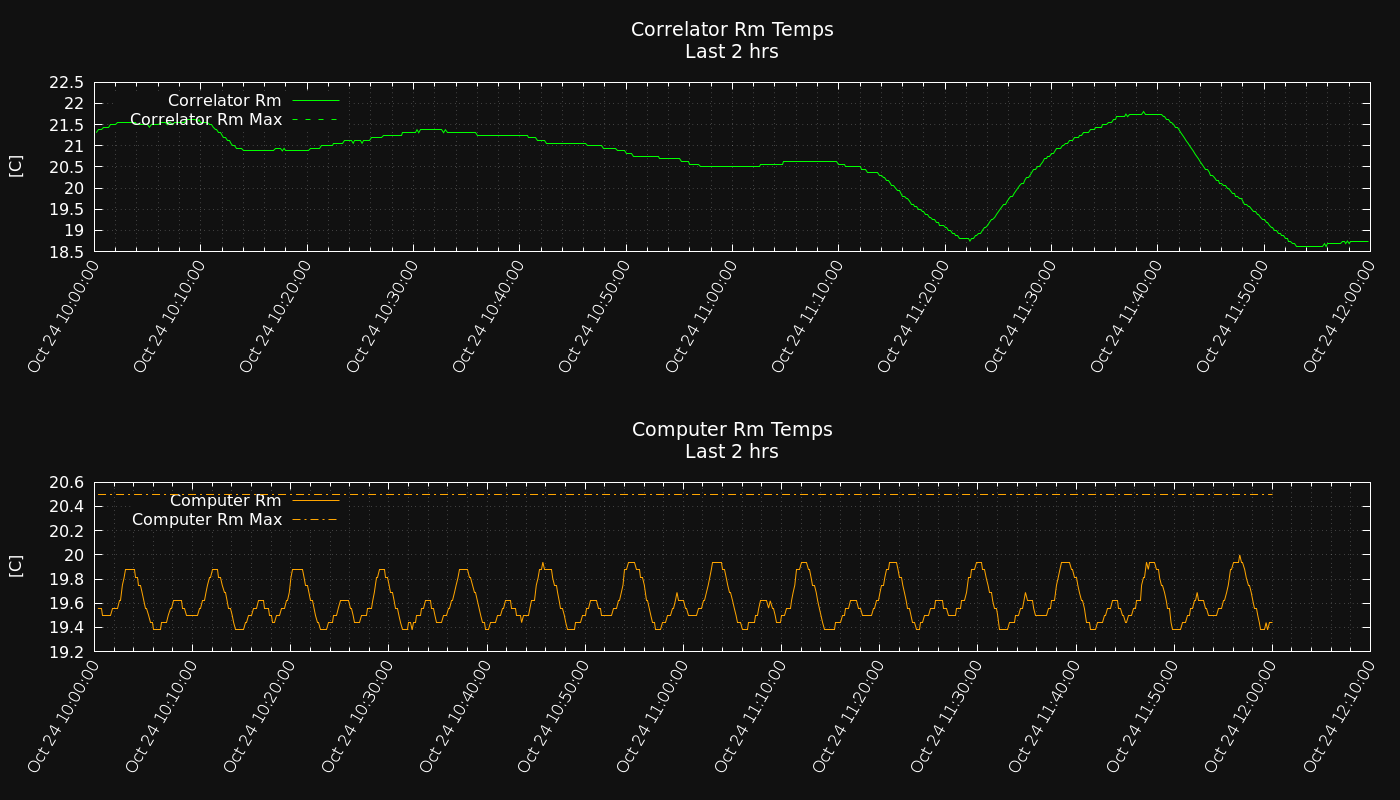 Correlator Rm Temps
Last 2 hrs
22.5
22
21.5
21
20.5
20
19.5
19
18.5
[C]
Correlator Rm
Correlator Rm Max
Oct 24 10:00:00
Oct 24 10:10:00
Oct 24 10:20:00
Oct 24 10:30:00
Oct 24 10:40:00
Oct 24 10:50:00
Oct 24 11:00:00
Oct 24 11:10:00
Oct 24 11:20:00
Oct 24 11:30:00
Oct 24 11:40:00
Oct 24 11:50:00
Oct 24 12:00:00
Computer Rm Temps
Last 2 hrs
20.6
20.4
20.2
20
19.8
19.6
19.4
19.2
[C]
Computer Rm
Computer Rm Max
Oct 24 10:00:00
Oct 24 10:10:00
Oct 24 10:20:00
Oct 24 10:30:00
Oct 24 10:40:00
Oct 24 10:50:00
Oct 24 11:00:00
Oct 24 11:10:00
Oct 24 11:20:00
Oct 24 11:30:00
Oct 24 11:40:00
Oct 24 11:50:00
Oct 24 12:00:00
Oct 24 12:10:00